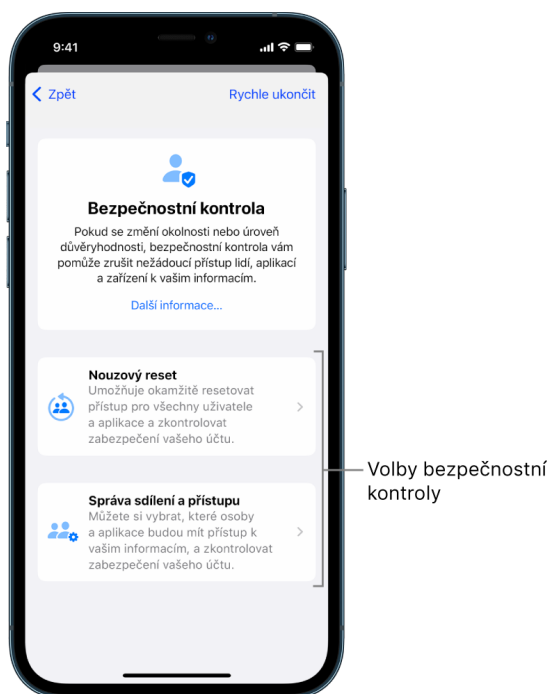 9:41
Zpět
Rychle ukončit
Bezpečnostní kontrola
Pokud se změní okolnosti nebo úroveň
důvěryhodnosti, bezpečnostní kontrola vám
pomůže zrušit nežádoucí přístup lidí, aplikací
a zařízení k vašim informacím.
Další informace...
Nouzový reset
Umožňuje okamžitě resetovat
přístup pro všechny uživatele
a aplikace a zkontrolovat
zabezpečení vašeho účtu.
Volby bezpečnostní
kontroly
Správa sdílení a přístupu
Můžete si vybrat, které osoby
a aplikace budou mít přístup k
vašim informacím, a zkontrolovat
zabezpečení vašeho účtu.